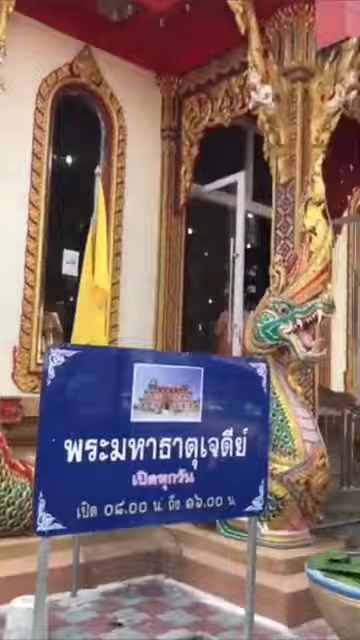 พระมหาธาตุเจดีย์
เปิดทุกวัน
เปิด ๐๘.๐๐ น. ถึง ๑๖.๐๐ น.